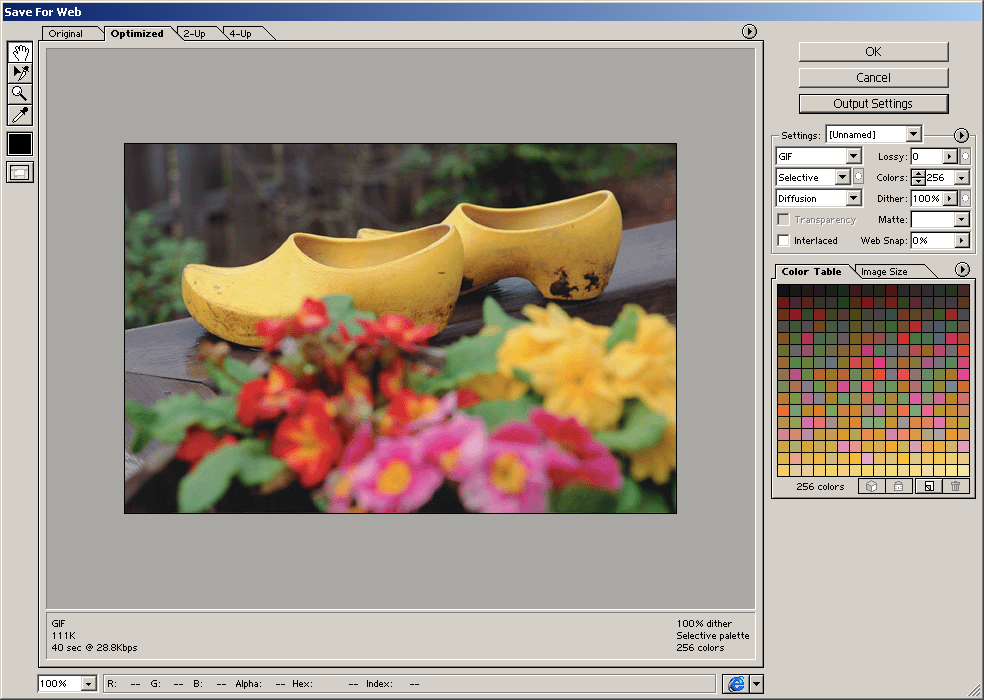 Save For Web
Original
Optimized
2-Up
4-Up
OK
Cancel
Output Settings
Settings: [Unnamed]
GIF
Lossy: 0
Selective
Colors: 256
Diffusion
Dither: 100%
Transparency
Matte:
Interlaced
Web Snap: 0%
Color Table
Image Size
256 colors
GIF
111K
40 sec @ 28.8Kbps
100% dither
Selective palette
256 colors
100%
R: -- G: -- B: -- Alpha: -- Hex: -- Index: --